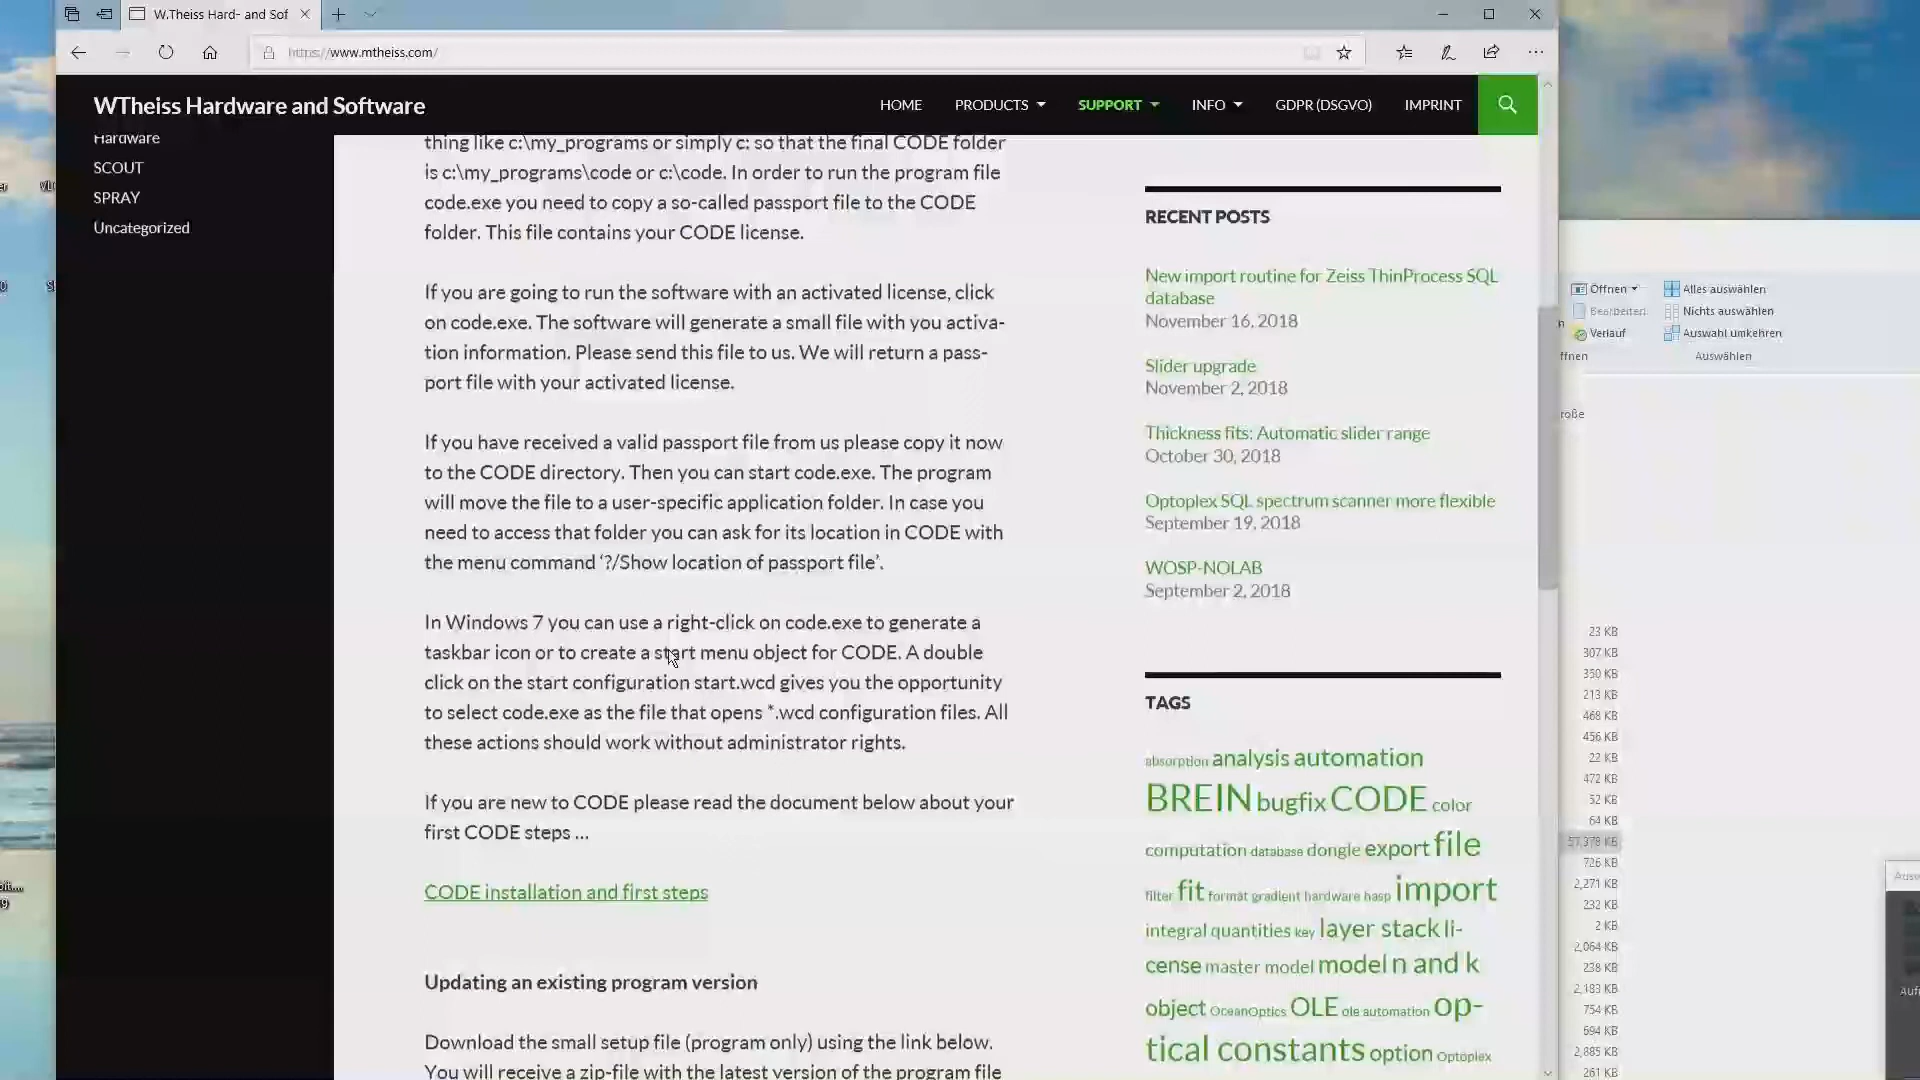 W.Theiss Hard- and Sof
https://www.mtheiss.com/
WTheiss Hardware and Software
HOME
PRODUCTS
SUPPORT
INFO
GDPR (DSGVO)
IMPRINT
Hardware
SCOUT
SPRAY
Uncategorized
thing like c:\my_programs or simply c: so that the final CODE folder
is c:\my_programs\code or c:\code. In order to run the program file
code.exe you need to copy a so-called passport file to the CODE
folder. This file contains your CODE license.
If you are going to run the software with an activated license, click
on code.exe. The software will generate a small file with you activa-
tion information. Please send this file to us. We will return a pass-
port file with your activated license.
If you have received a valid passport file from us please copy it now
to the CODE directory. Then you can start code.exe. The program
will move the file to a user-specific application folder. In case you
need to access that folder you can ask for its location in CODE with
the menu command ‘?/Show location of passport file’.
In Windows 7 you can use a right-click on code.exe to generate a
taskbar icon or to create a start menu object for CODE. A double
click on the start configuration start.wcd gives you the opportunity
to select code.exe as the file that opens *.wcd configuration files. All
these actions should work without administrator rights.
If you are new to CODE please read the document below about your
first CODE steps ...
CODE installation and first steps
Updating an existing program version
Download the small setup file (program only) using the link below.
You will receive a zip-file with the latest version of the program file
RECENT POSTS
New import routine for Zeiss ThinProcess SQL
database
November 16, 2018
Slider upgrade
November 2, 2018
Thickness fits: Automatic slider range
October 30, 2018
Optoplex SQL spectrum scanner more flexible
September 19, 2018
WOSP-NOLAB
September 2, 2018
TAGS
absorption analysis automation
BREIN bugfix CODE color
computation database dongle export file
filter fit format gradient hardware hasp import
integral quantities key layer stack li-
cense master model model n and k
object OceanOptics OLE ole automation op-
tical constants option Optoplex
Öffnen
Alles auswählen
Bearbeiten
Nichts auswählen
Verlauf
Auswahl umkehren
ffnen
Auswählen
röße
23 KB
307 KB
350 KB
213 KB
468 KB
456 KB
22 KB
472 KB
52 KB
64 KB
57,378 KB
726 KB
2,271 KB
232 KB
2 KB
2,064 KB
238 KB
2,183 KB
754 KB
594 KB
2,885 KB
261 KB